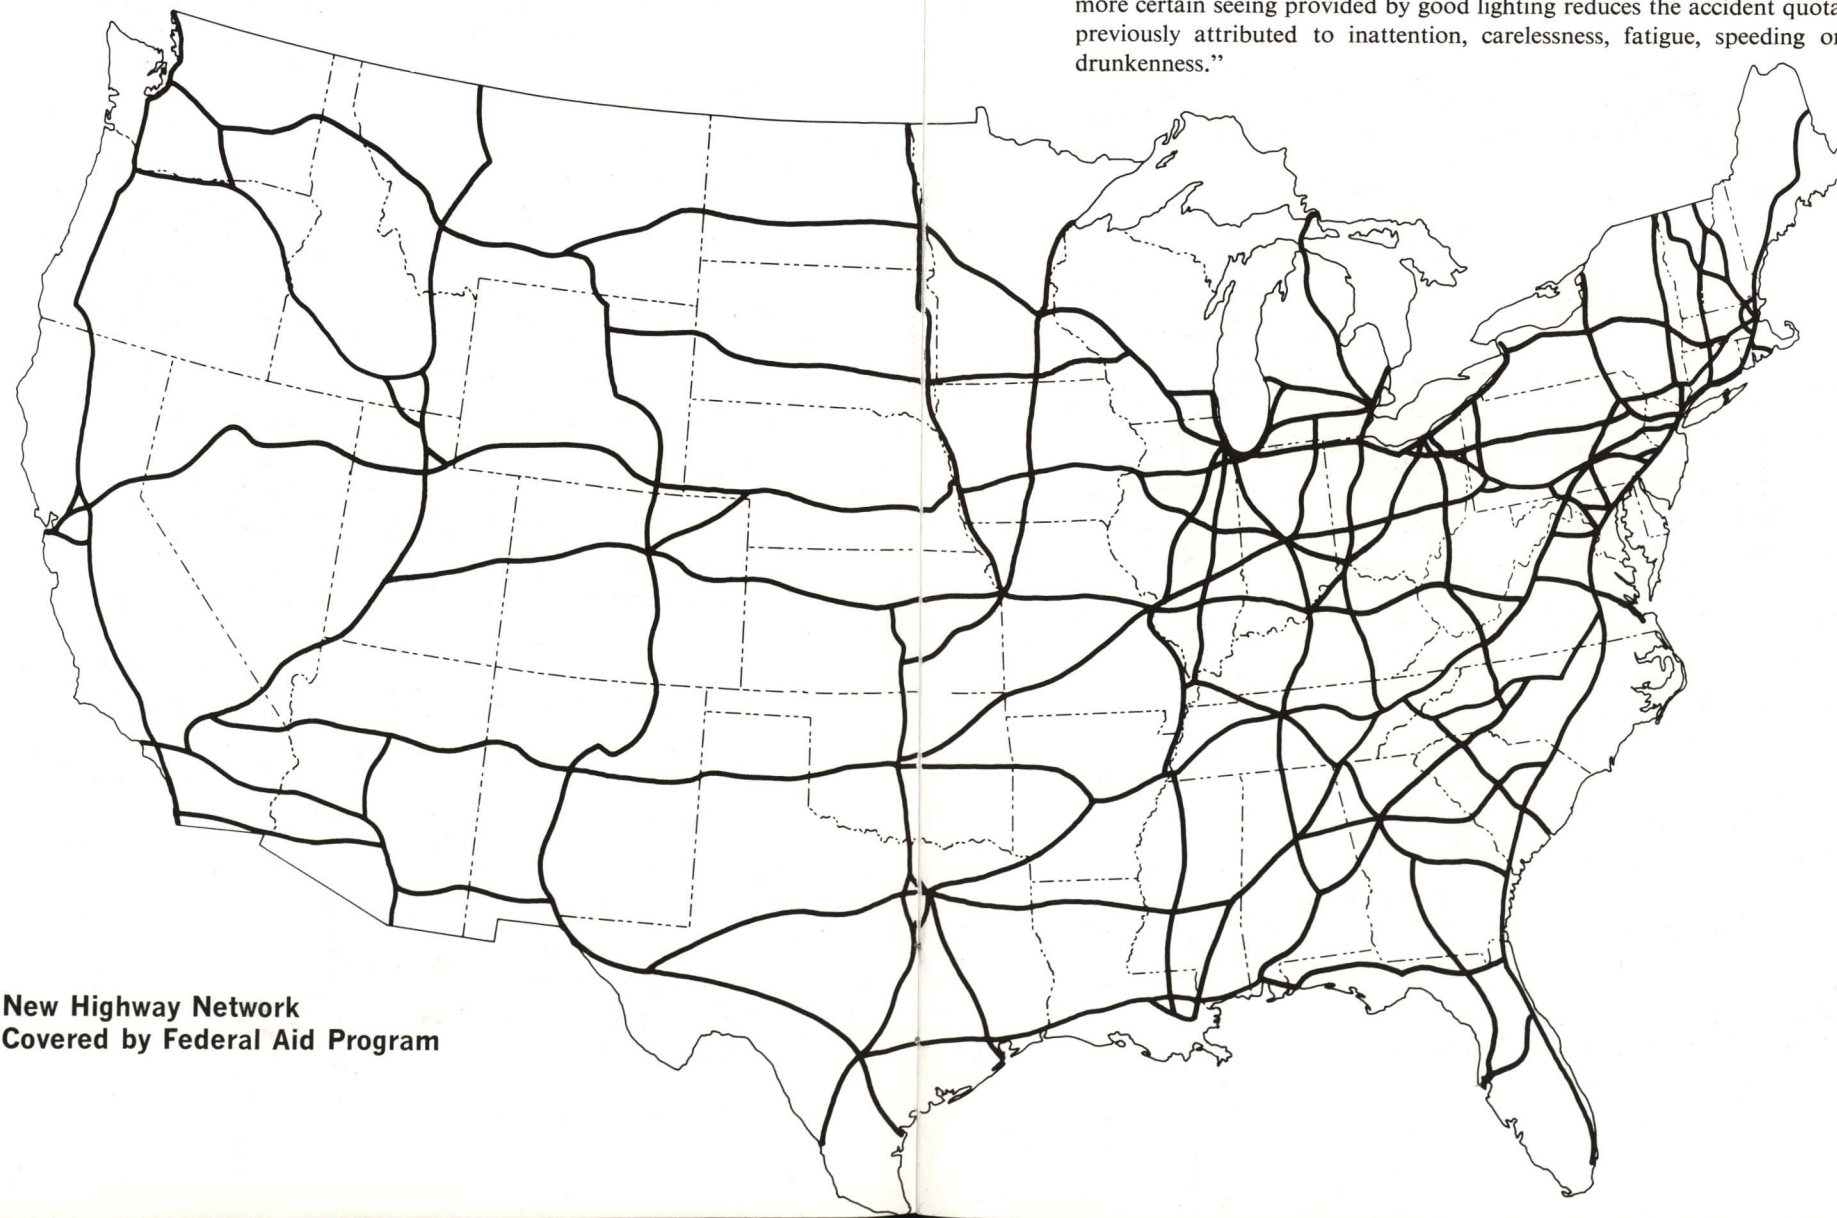 more certain seeing provided by good lighting reduces the accident quota
previously attributed to inattention, carelessness, fatigue, speeding or
drunkenness.”
New Highway Network
Covered by Federal Aid Program